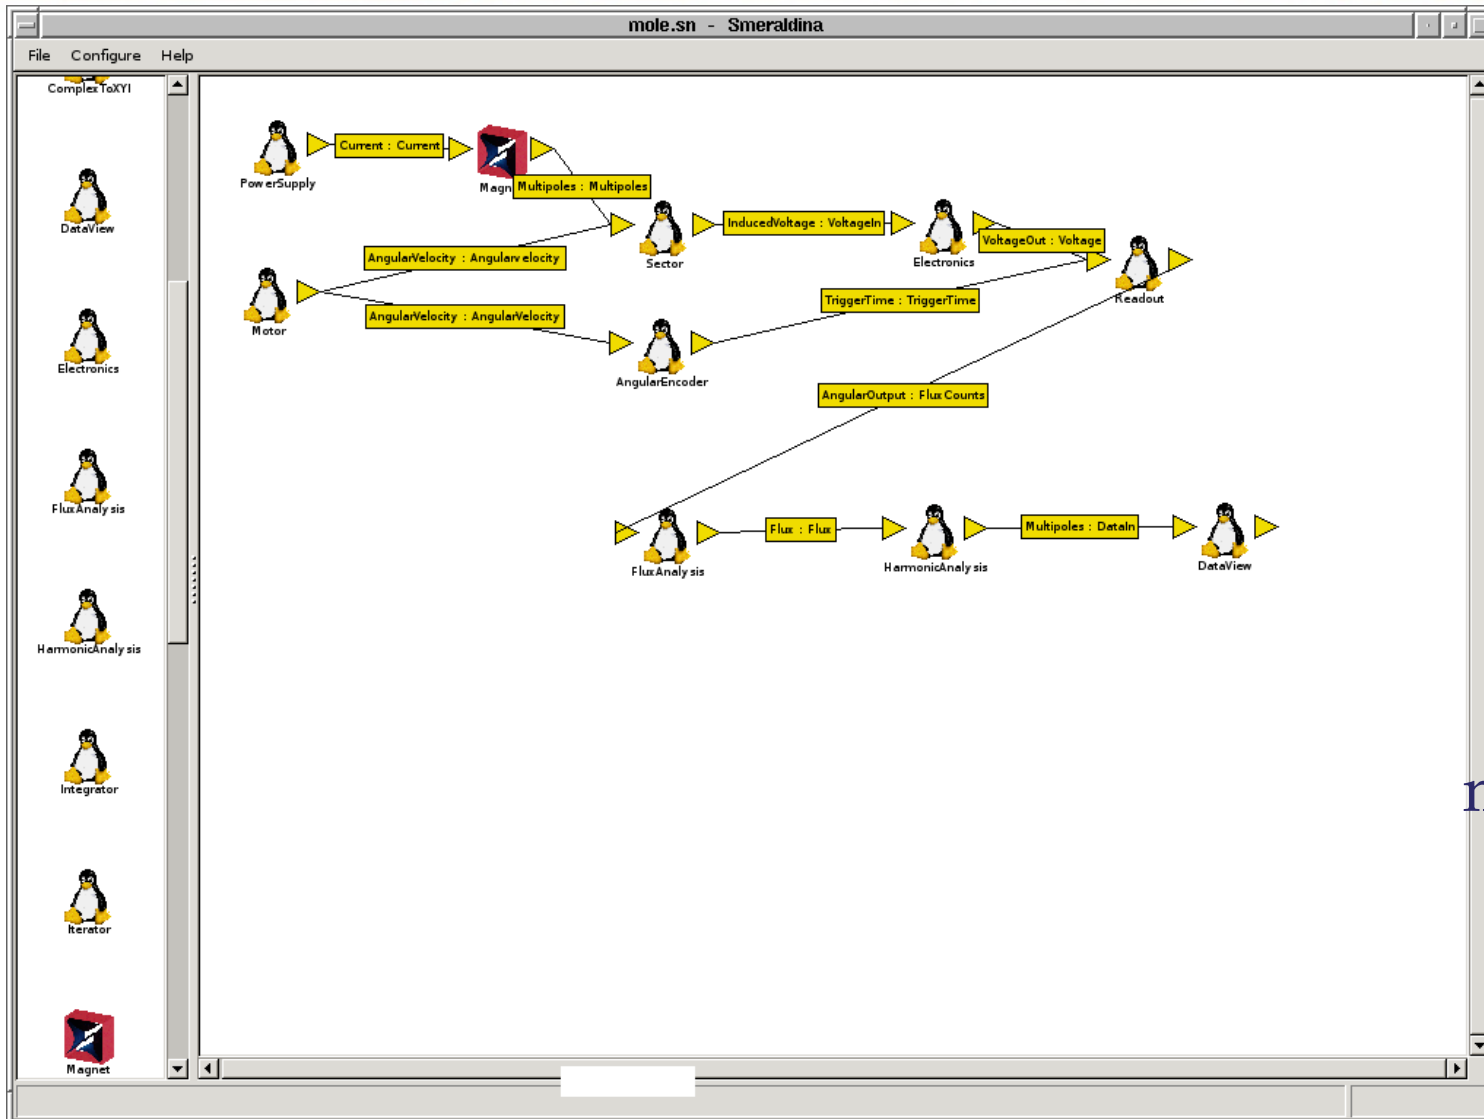 mole.sn - Smeraldina
File Configure Help
ComplexToXYI
DataView
Electronics
FluxAnalysis
HarmonicAnalysis
Integrator
Iterator
Magnet
PowerSupply
Current : Current
Magn
Multipoles : Multipoles
Sector
InducedVoltage : VoltageIn
Electronics
VoltageOut : Voltage
Readout
AngularVelocity : Angularvelocity
Motor
AngularVelocity : AngularVelocity
TriggerTime : TriggerTime
AngularEncoder
AngularOutput : FluxCounts
FluxAnalysis
Flux : Flux
HarmonicAnalysis
Multipoles : DataIn
DataView